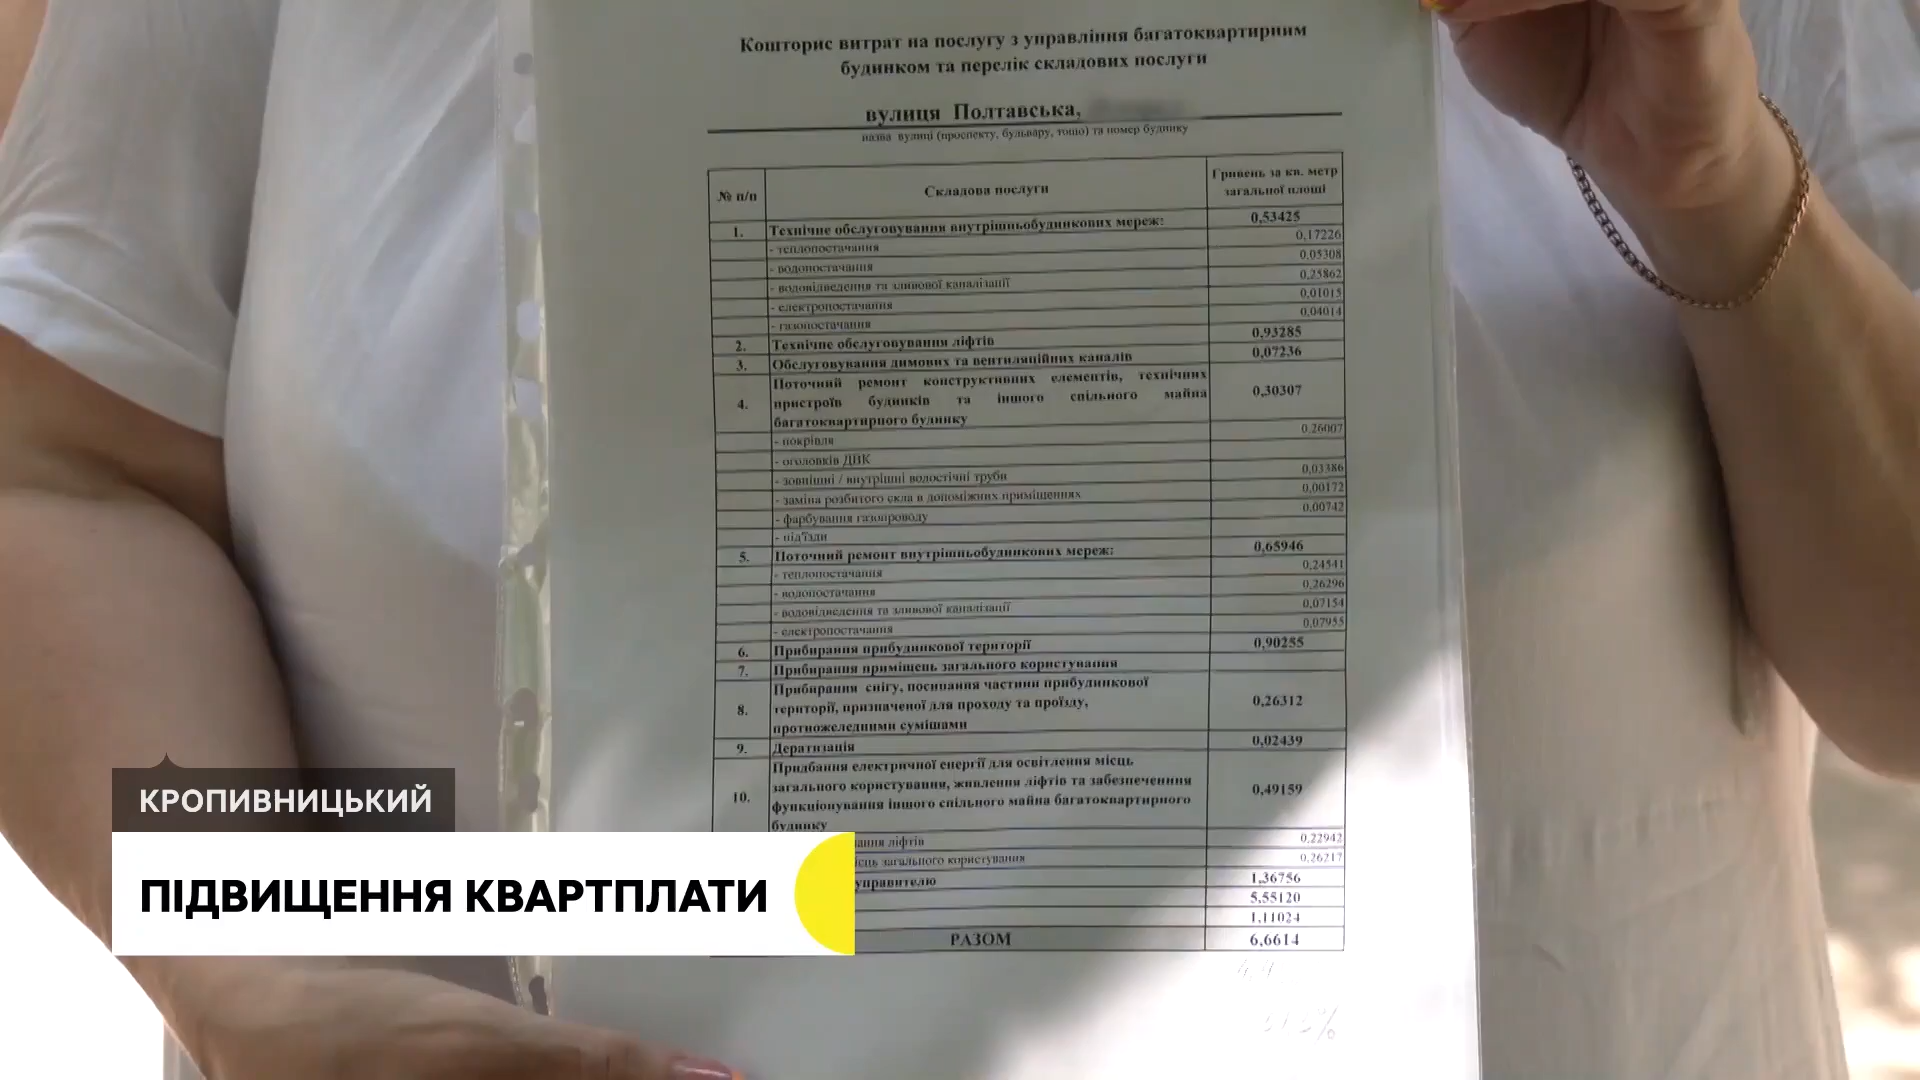 Кошторис витрат на послугу з управління багатоквартирним
будинком та перелік складових послуги
вулиця Полтавська,
назва вулиці (проспекту, бульвару, тощо) та номер будинку
№ п/п Складова послуги Гривень за кв. метр загальної площі
1. Технічне обслуговування внутрішньобудинкових мереж: 0,53425
- теплопостачання 0,17226
- водопостачання 0,05308
- водовідведення та зливової каналізації 0,25862
- електропостачання 0,01015
- газопостачання 0,04014
2. Технічне обслуговування ліфтів 0,93285
3. Обслуговування димових та вентиляційних каналів 0,07236
4. Поточний ремонт конструктивних елементів, технічних
пристроїв будинків та іншого спільного майна 0,30307
багатоквартирного будинку
- покрівля 0,26007
- оголовків ДВК
- зовнішні / внутрішні водостічні труби 0,03386
- заміна розбитого скла в допоміжних приміщеннях 0,00172
- фарбування газопроводу 0,00742
- під'їзди
5. Поточний ремонт внутрішньобудинкових мереж: 0,65946
- теплопостачання 0,24541
- водопостачання 0,26296
- водовідведення та зливової каналізації 0,07154
- електропостачання 0,07955
6. Прибирання прибудинкової території 0,90255
7. Прибирання приміщень загального користування
Прибирання снігу, посипання частини прибудинкової
8. території, призначеної для проходу та проїзду, 0,26312
протиожеледними сумішами
9. Дератизація 0,02439
Придбання електричної енергії для освітлення місць
загального користування, живлення ліфтів та забезпечення
10. функціонування іншого спільного майна багатоквартирного 0,49159
будинку
ання ліфтів 0,22942
ісць загального користування 0,26217
управителю 1,36756
5,55120
1,11024
РАЗОМ 6,6614
КРОПИВНИЦЬКИЙ
ПІДВИЩЕННЯ КВАРТПЛАТИ